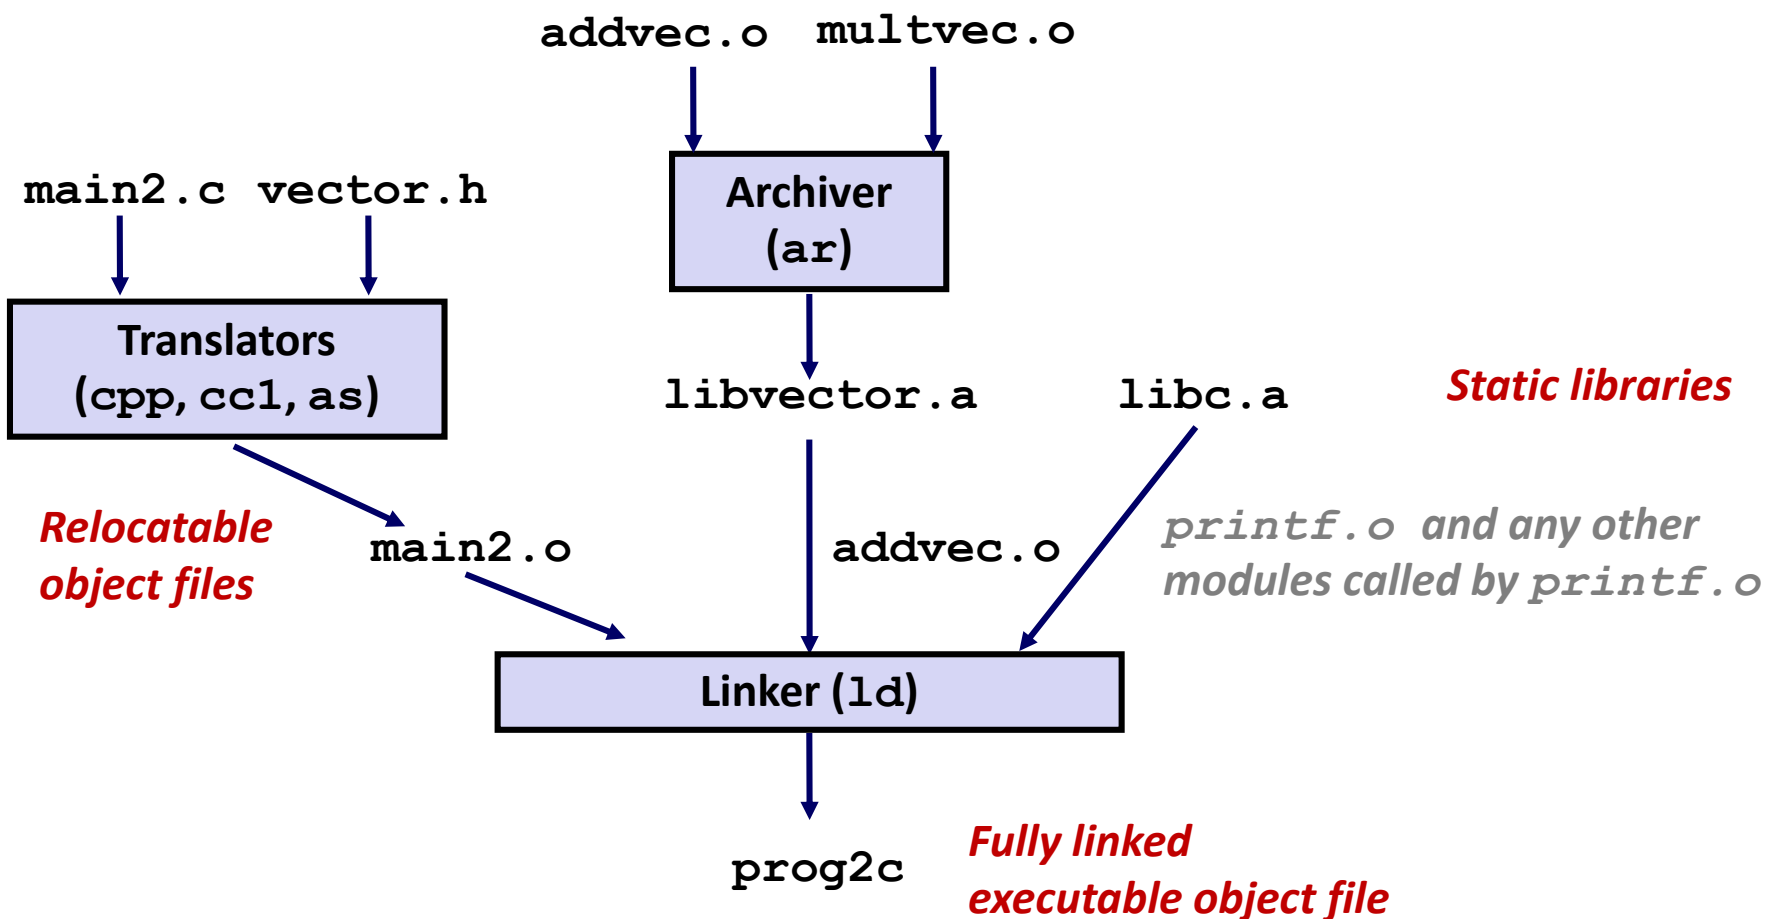 addvec.o multvec.o
main2.c vector.h
Archiver
(ar)
Translators
(cpp, cc1, as)
libvector.a libc.a Static libraries
Relocatable
object files
main2.o
addvec.o
printf.o and any other
modules called by printf.o
Linker (ld)
prog2c
Fully linked
executable object file